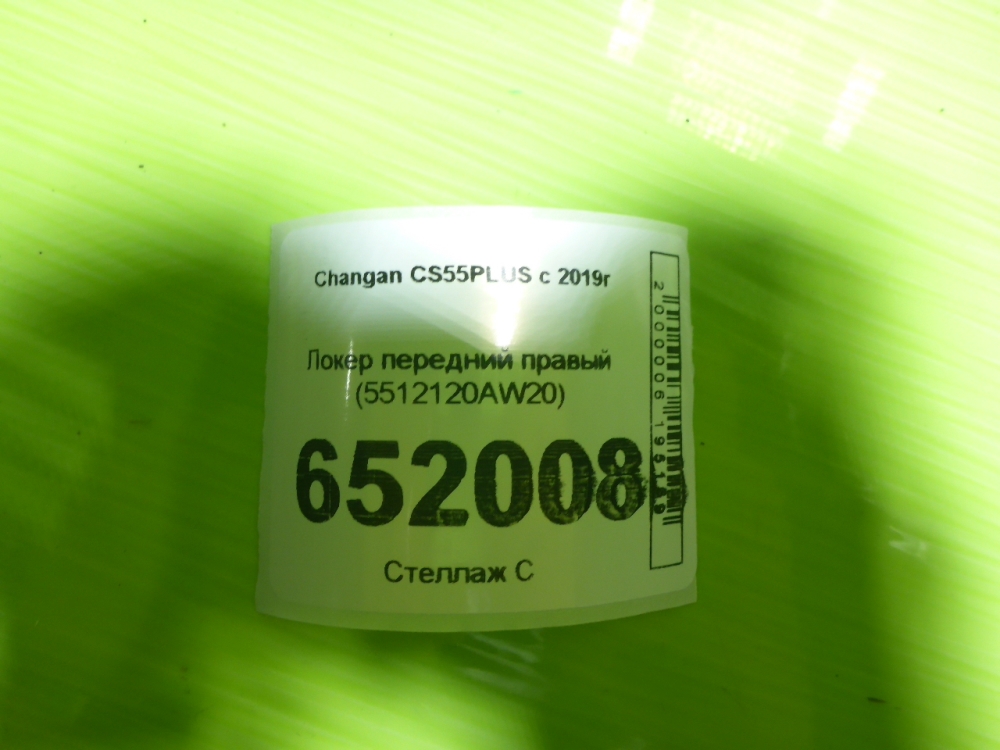 Changan CS55PLUS с 2019г
Локер передний правый
(5512120AW20)
652008
Стеллаж С